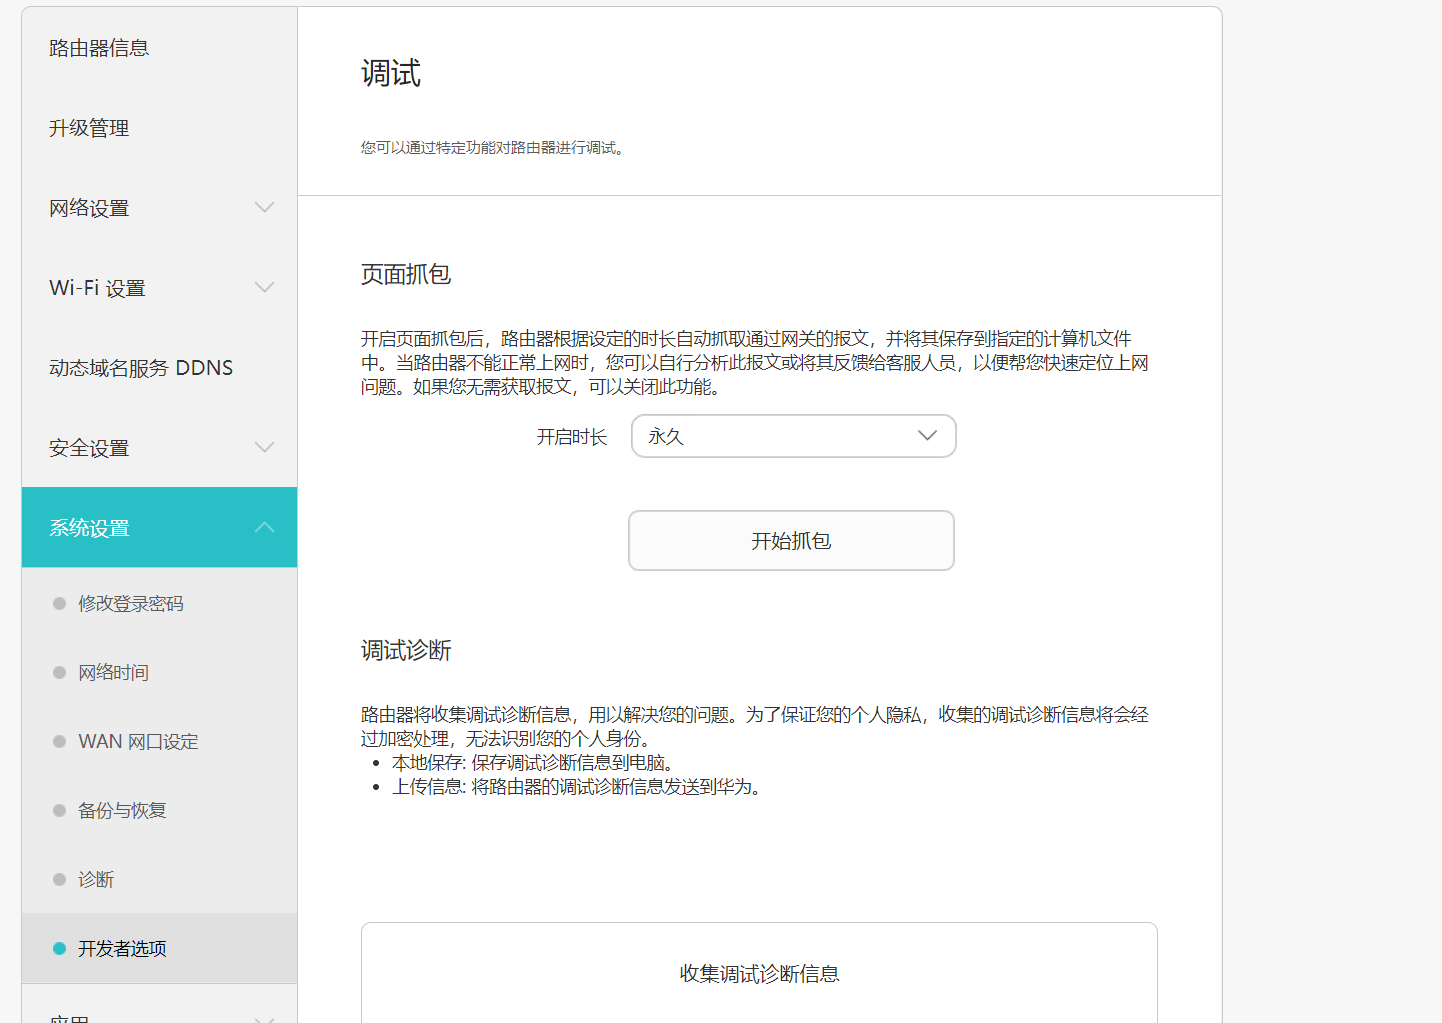 路由器信息
升级管理
网络设置
Wi-Fi 设置
动态域名服务 DDNS
安全设置
系统设置
修改登录密码
网络时间
WAN 网口设定
备份与恢复
诊断
开发者选项
应用
调试
您可以通过特定功能对路由器进行调试。
页面抓包
开启页面抓包后，路由器根据设定的时长自动抓取通过网关的报文，并将其保存到指定的计算机文件
中。当路由器不能正常上网时，您可以自行分析此报文或将其反馈给客服人员，以便帮您快速定位上网
问题。如果您无需获取报文，可以关闭此功能。
开启时长 永久
开始抓包
调试诊断
路由器将收集调试诊断信息，用以解决您的问题。为了保证您的个人隐私，收集的调试诊断信息将会经
过加密处理，无法识别您的个人身份。
• 本地保存: 保存调试诊断信息到电脑。
• 上传信息: 将路由器的调试诊断信息发送到华为。
收集调试诊断信息